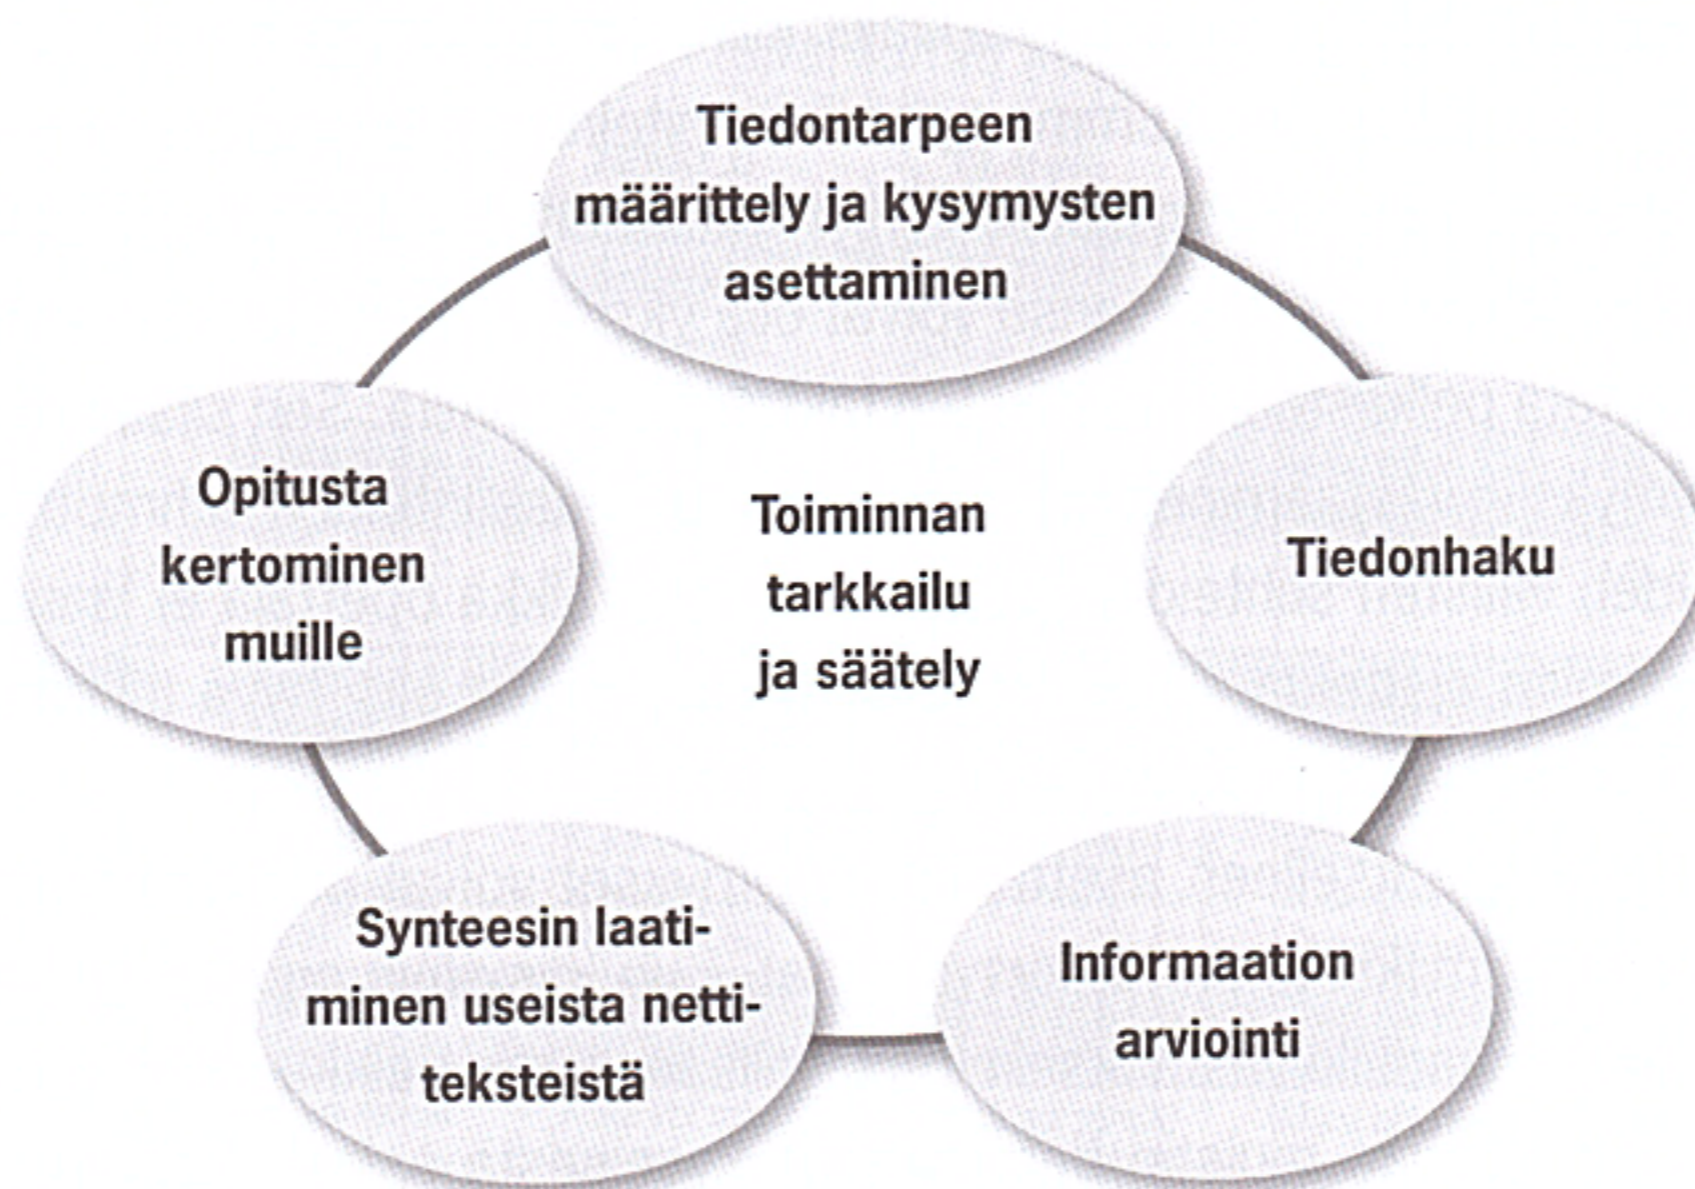 Tiedontarpeen
määrittely ja kysymysten
asettaminen
Tiedonhaku
Informaation
arviointi
Synteesin laati-
minen useista netti-
teksteistä
Opitusta
kertominen
muille
Toiminnan
tarkkailu
ja säätely